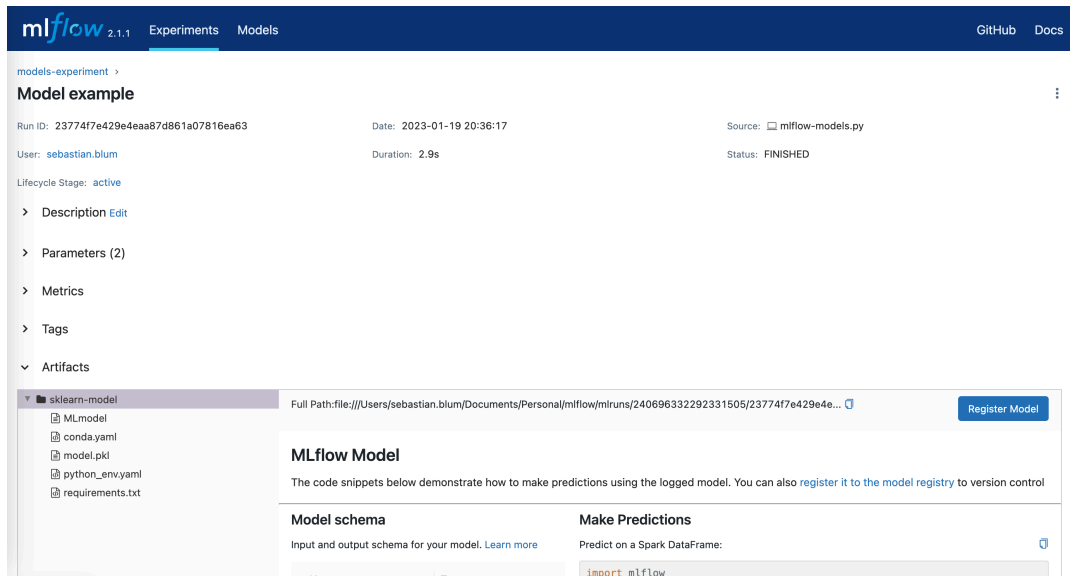 mlflow 2.1.1 Experiments Models GitHub Docs
models-experiment ›
Model example
Run ID: 23774f7e429e4eaa87d861a07816ea63 Date: 2023-01-19 20:36:17 Source: mlflow-models.py
User: sebastian.blum Duration: 2.9s Status: FINISHED
Lifecycle Stage: active
Description Edit
Parameters (2)
Metrics
Tags
Artifacts
sklearn-model
MLmodel
conda.yaml
model.pkl
python_env.yaml
requirements.txt
Full Path:file:///Users/sebastian.blum/Documents/Personal/mlflow/mlruns/240696332292331505/23774f7e429e4e...
Register Model
MLflow Model
The code snippets below demonstrate how to make predictions using the logged model. You can also register it to the model registry to version control
Model schema
Input and output schema for your model. Learn more
Make Predictions
Predict on a Spark DataFrame:
import mlflow